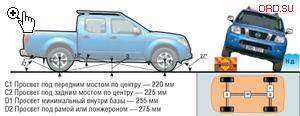 ORD.SU
22°
Н.Д.
C1 Просвет под передним мостом по центру — 220 мм
C2 Просвет под задним мостом по центру — 225 мм
D1 Просвет минимальный внутри базы — 255 мм
D2 Просвет под рамой или лонжероном — 275 мм